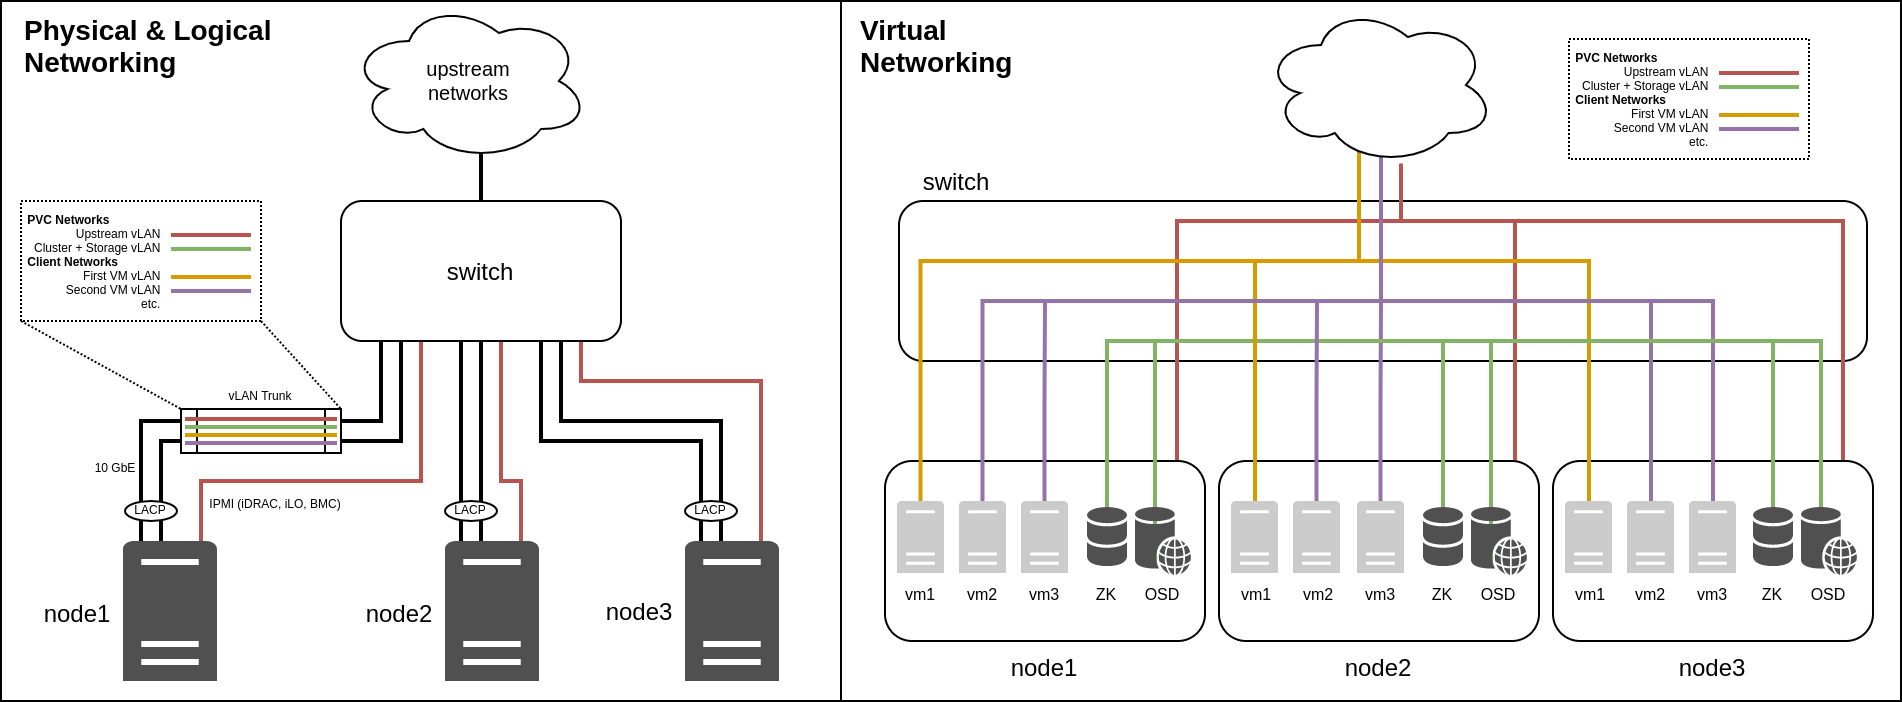 Physical & Logical
Networking
upstream
networks
PVC Networks
Upstream vLAN
Cluster + Storage vLAN
Client Networks
First VM vLAN
Second VM vLAN
etc.
switch
vLAN Trunk
10 GbE
IPMI (iDRAC, iLO, BMC)
LACP
LACP
LACP
node1
node2
node3
Virtual
Networking
PVC Networks
Upstream vLAN
Cluster + Storage vLAN
Client Networks
First VM vLAN
Second VM vLAN
etc.
switch
vm1 vm2 vm3 ZK OSD
vm1 vm2 vm3 ZK OSD
vm1 vm2 vm3 ZK OSD
node1
node2
node3